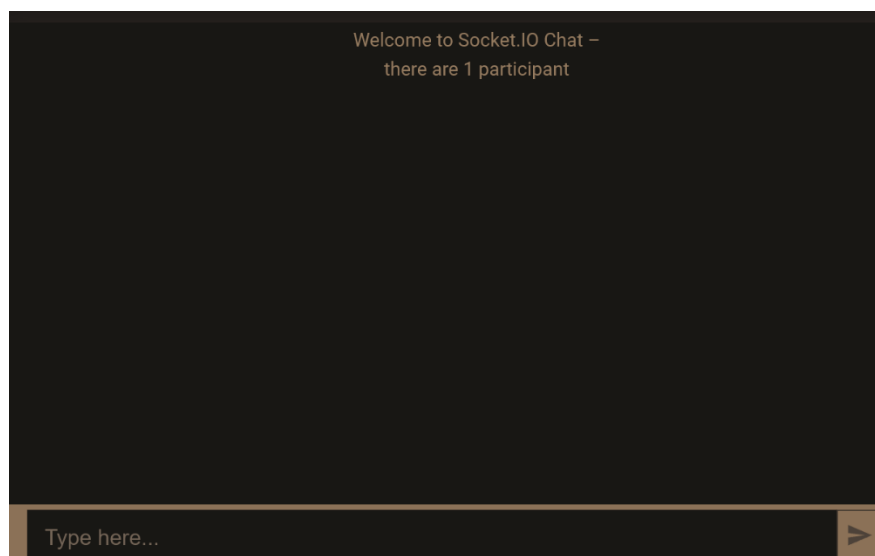 Welcome to Socket.IO Chat –
there are 1 participant
Type here...